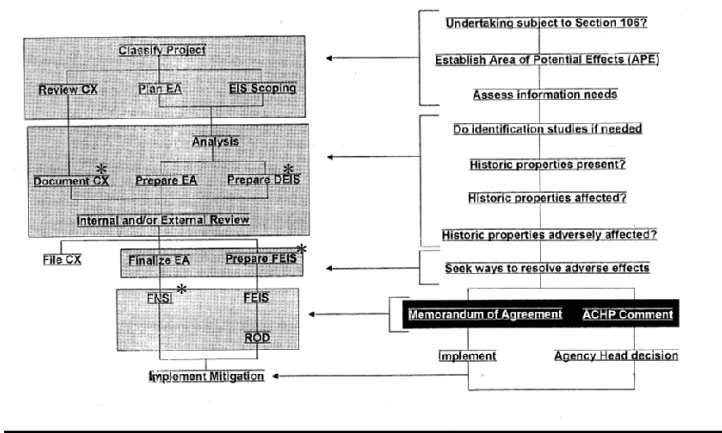 Classify Project
Review CX
Plan EA
EIS Scoping
Analysis
Document CX*
Prepare EA
Prepare DEIS*
Internal and/or External Review
File CX
Finalize EA
Prepare FEIS*
FNSI*
FEIS
ROD
Implement Mitigation
Undertaking subject to Section 106?
Establish Area of Potential Effects (APE)
Assess information needs
Do identification studies if needed
Historic properties present?
Historic properties affected?
Historic properties adversely affected?
Seek ways to resolve adverse effects
Memorandum of Agreement
ACHP Comment
Implement
Agency Head decision